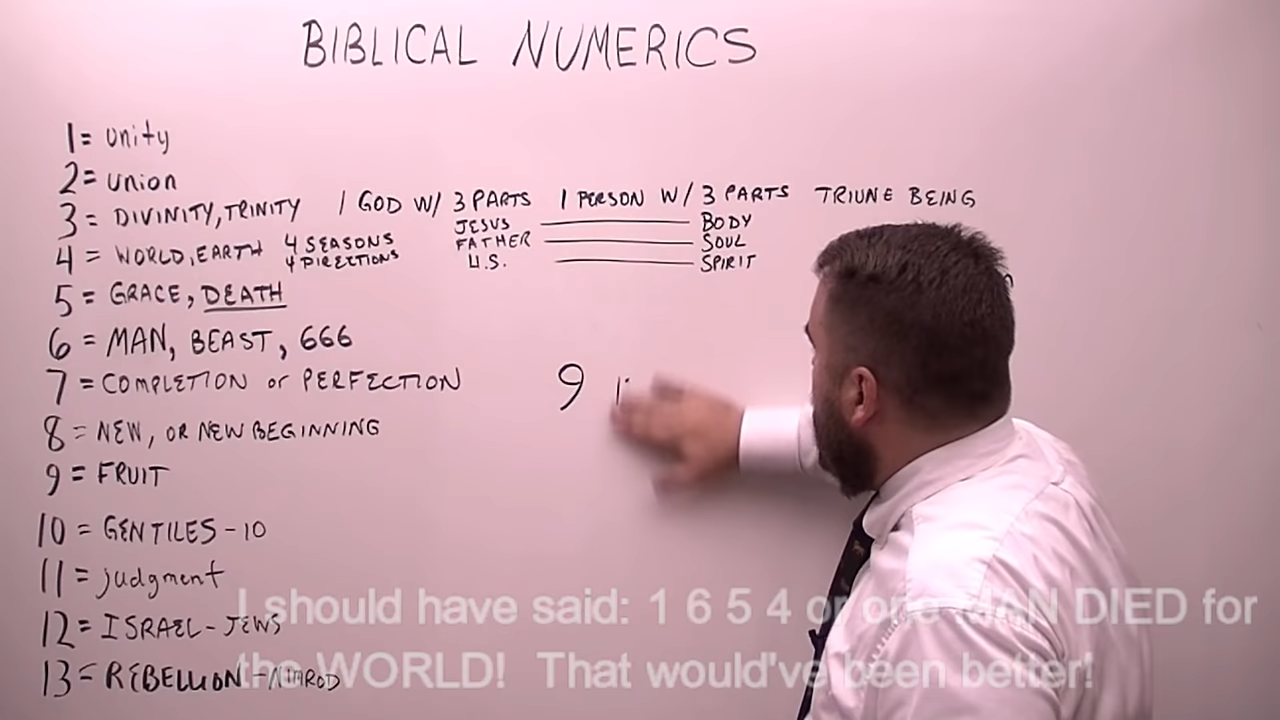 BIBLICAL NUMERICS
1 = unity
2 = union
3 = DIVINITY, TRINITY 1 GOD W/ 3 PARTS 1 PERSON W/ 3 PARTS TRIUNE BEING
JESUS BODY
4 = WORLD, EARTH 4 SEASONS FATHER SOUL
4 DIRECTIONS H.S. SPIRIT
5 = GRACE, DEATH
6 = MAN, BEAST, 666
7 = COMPLETION or PERFECTION 9
8 = NEW, OR NEW BEGINNING
9 = FRUIT
10 = GENTILES - 10
11 = judgment
12 = ISRAEL - JEWS
13 = REBELLION - NIMROD
I should have said: 1 6 5 4 or one MAN DIED for
the WORLD! That would've been better!